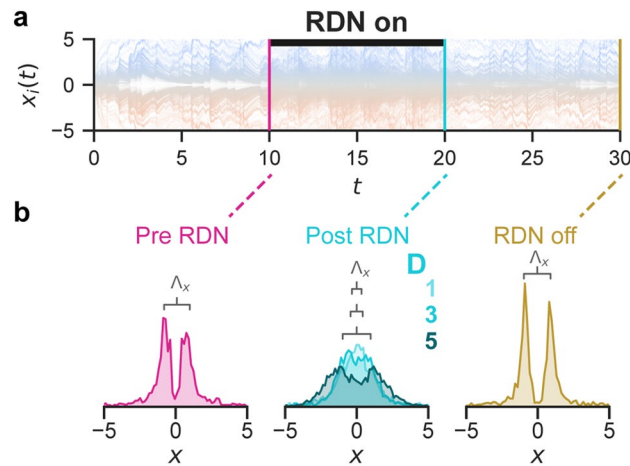 a
RDN on
5
0
−5
xᵢ(t)
0 5 10 15 20 25 30
t
b
Pre RDN
Post RDN
RDN off
Λₓ
Λₓ
Λₓ
D
1
3
5
−5 0 5
−5 0 5
−5 0 5
x
x
x